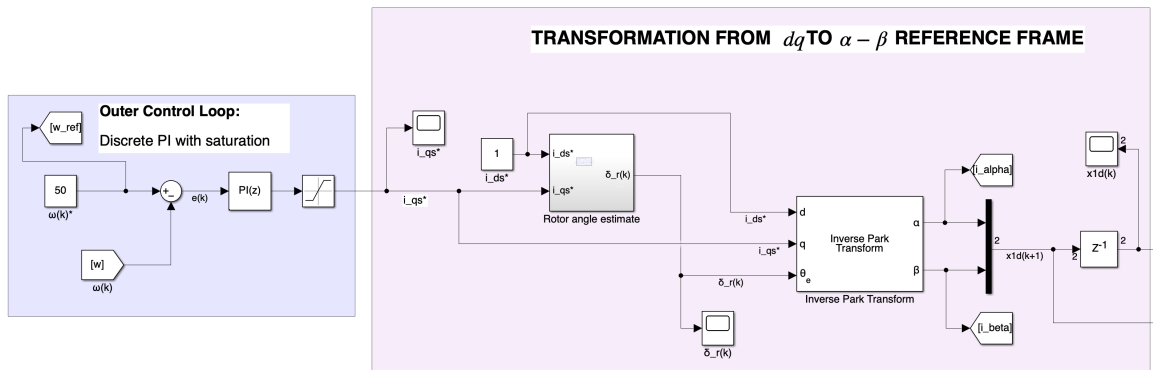 TRANSFORMATION FROM dq TO α − β REFERENCE FRAME
Outer Control Loop:
Discrete PI with saturation
[w_ref]
50
ω(k)*
+
−
e(k)
PI(z)
[w]
ω(k)
i_qs*
i_qs*
1
i_ds*
i_ds*
i_qs*
δ_r(k)
Rotor angle estimate
i_ds*
i_qs*
δ_r(k)
δ_r(k)
d
q
θe
Inverse Park
Transform
α
β
Inverse Park Transform
[i_alpha]
[i_beta]
2
x1d(k+1)
2
Z-1
2
2
x1d(k)